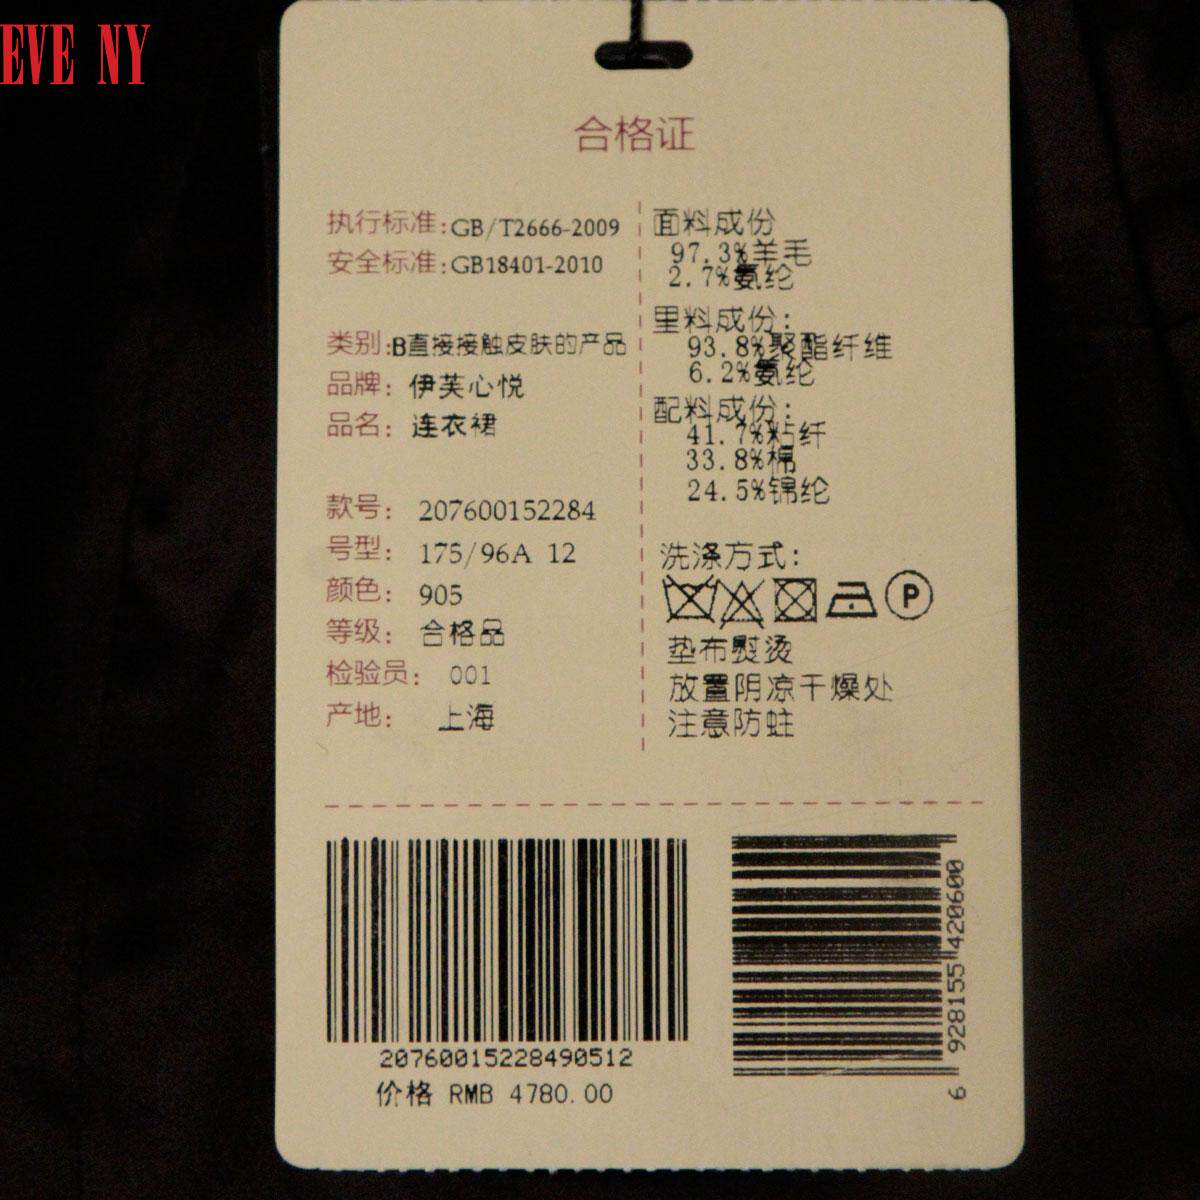 EVE NY
合格证
执行标准:GB/T2666-2009
安全标准:GB18401-2010
类别:B直接接触皮肤的产品
品牌: 伊芙心悦
品名: 连衣裙
款号: 207600152284
号型: 175/96A 12
颜色: 905
等级: 合格品
检验员: 001
产地: 上海
面料成份
97.3%羊毛
2.7%氨纶
里料成份:
93.8%聚酯纤维
6.2%氨纶
配料成份:
41.7%粘纤
33.8%棉
24.5%锦纶
洗涤方式:
P
垫布熨烫
放置阴凉干燥处
注意防蛀
20760015228490512
价格 RMB 4780.00
6 928155 420600